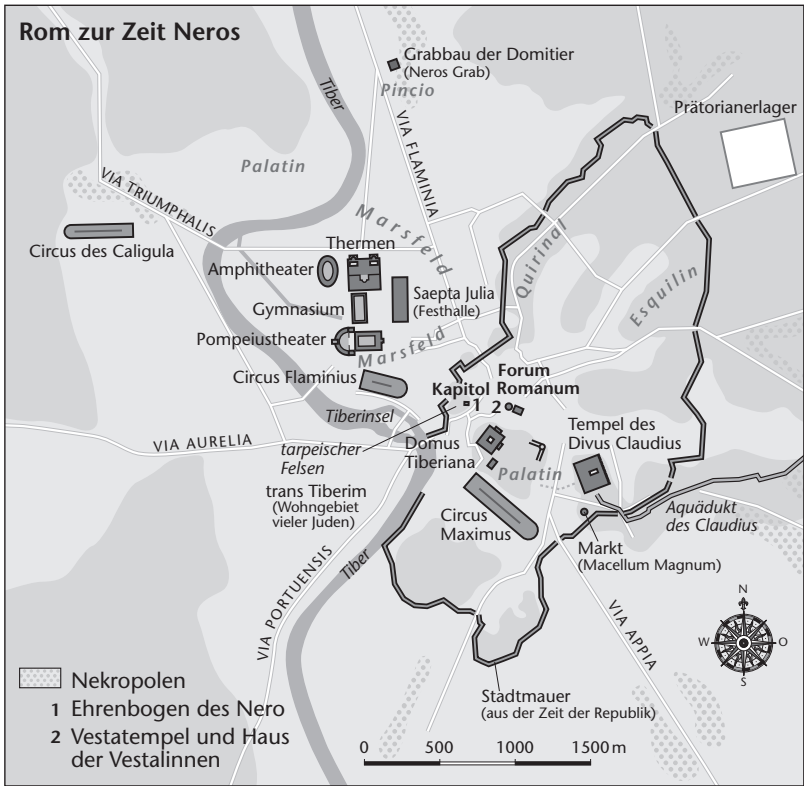 Rom zur Zeit Neros
Grabbau der Domitier
(Neros Grab)
Pincio
Tiber
VIA FLAMINIA
Prätorianerlager
Palatin
VIA TRIUMPHALIS
Circus des Caligula
Marsfeld
Thermen
Amphitheater
Quirinal
Esquilin
Saepta Julia
(Festhalle)
Gymnasium
Pompeiustheater
Marsfeld
Circus Flaminius
Forum
Romanum
Kapitol
1
2
Tiberinsel
VIA AURELIA
tarpeischer
Felsen
Domus
Tiberiana
Tempel des
Divus Claudius
Palatin
trans Tiberim
(Wohngebiet
vieler Juden)
Circus
Maximus
Aquädukt
des Claudius
Markt
(Macellum Magnum)
Tiber
VIA PORTUENSIS
VIA APPIA
N
W
O
S
Stadtmauer
(aus der Zeit der Republik)
Nekropolen
1 Ehrenbogen des Nero
2 Vestatempel und Haus
der Vestalinnen
0 500 1000 1500 m